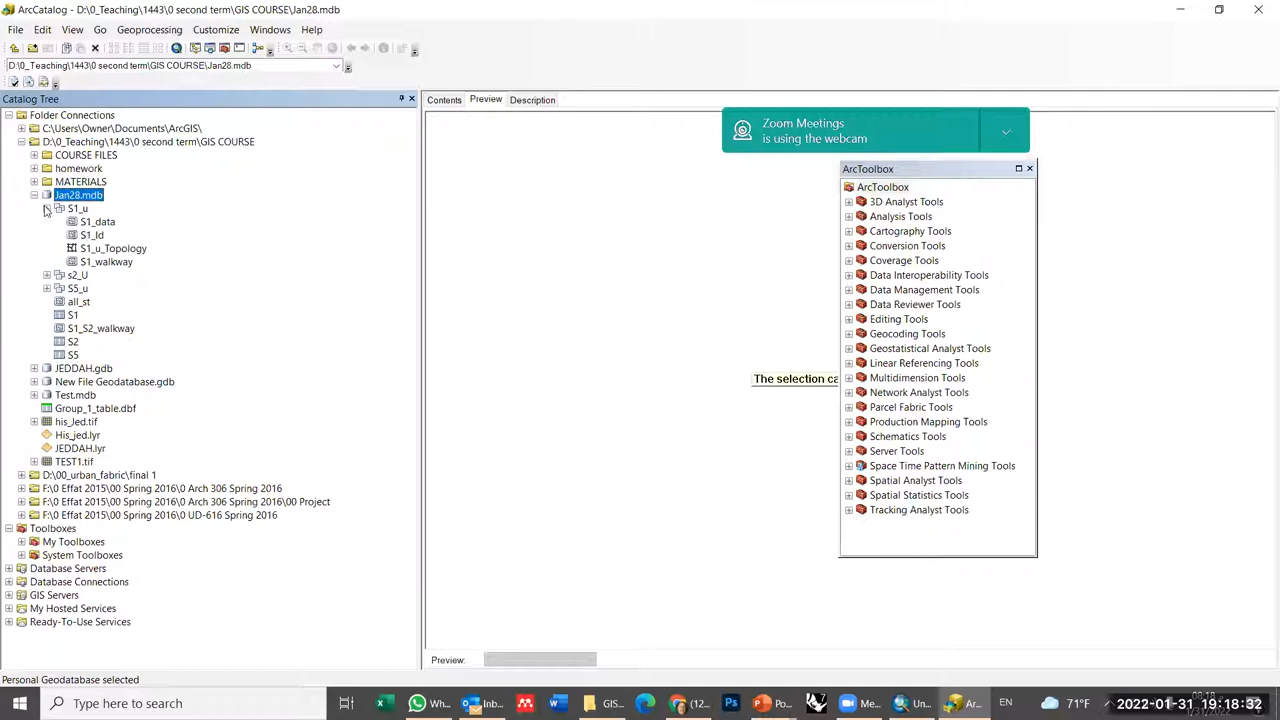 ArcCatalog - D:\0_Teaching\1443\0 second term\GIS COURSE\Jan28.mdb
File Edit View Go Geoprocessing Customize Windows Help
D:\0_Teaching\1443\0 second term\GIS COURSE\Jan28.mdb
Catalog Tree
Folder Connections
C:\Users\Owner\Documents\ArcGIS\
D:\0_Teaching\1443\0 second term\GIS COURSE
COURSE FILES
homework
MATERIALS
Jan28.mdb
S1_u
S1_data
S1_ld
S1_u_Topology
S1_walkway
s2_U
S5_u
all_st
S1
S1_S2_walkway
S2
S5
JEDDAH.gdb
New File Geodatabase.gdb
Test.mdb
Group_1_table.dbf
his_Jed.tif
His_jed.lyr
JEDDAH.lyr
TEST1.tif
D:\00_urban_fabric\final 1
F:\0 Effat 2015\00 Spring 2016\0 Arch 306 Spring 2016
F:\0 Effat 2015\00 Spring 2016\0 Arch 306 Spring 2016\00 Project
F:\0 Effat 2015\00 Spring 2016\0 UD-616 Spring 2016
Toolboxes
My Toolboxes
System Toolboxes
Database Servers
Database Connections
GIS Servers
My Hosted Services
Ready-To-Use Services
Contents Preview Description
Zoom Meetings
is using the webcam
The selection ca
ArcToolbox
ArcToolbox
3D Analyst Tools
Analysis Tools
Cartography Tools
Conversion Tools
Coverage Tools
Data Interoperability Tools
Data Management Tools
Data Reviewer Tools
Editing Tools
Geocoding Tools
Geostatistical Analyst Tools
Linear Referencing Tools
Multidimension Tools
Network Analyst Tools
Parcel Fabric Tools
Production Mapping Tools
Schematics Tools
Server Tools
Space Time Pattern Mining Tools
Spatial Analyst Tools
Spatial Statistics Tools
Tracking Analyst Tools
Preview:
Personal Geodatabase selected
Type here to search
Wh... Inb... GIS... (12... Po... Me... Un... Ar... EN 71°F
2022-01-31 19:18:32